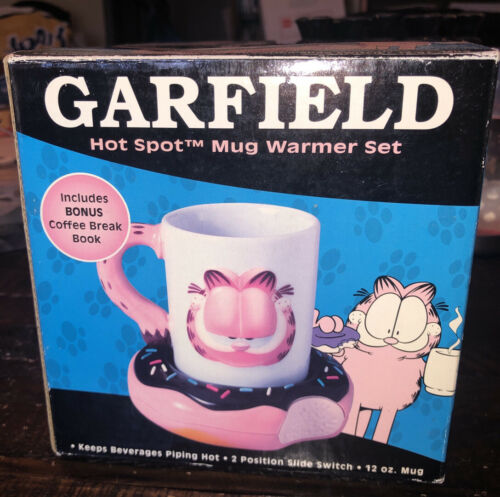 GARFIELD
Hot Spot™ Mug Warmer Set
Includes
BONUS
Coffee Break
Book
• Keeps Beverages Piping Hot • 2 Position Slide Switch • 12 oz. Mug